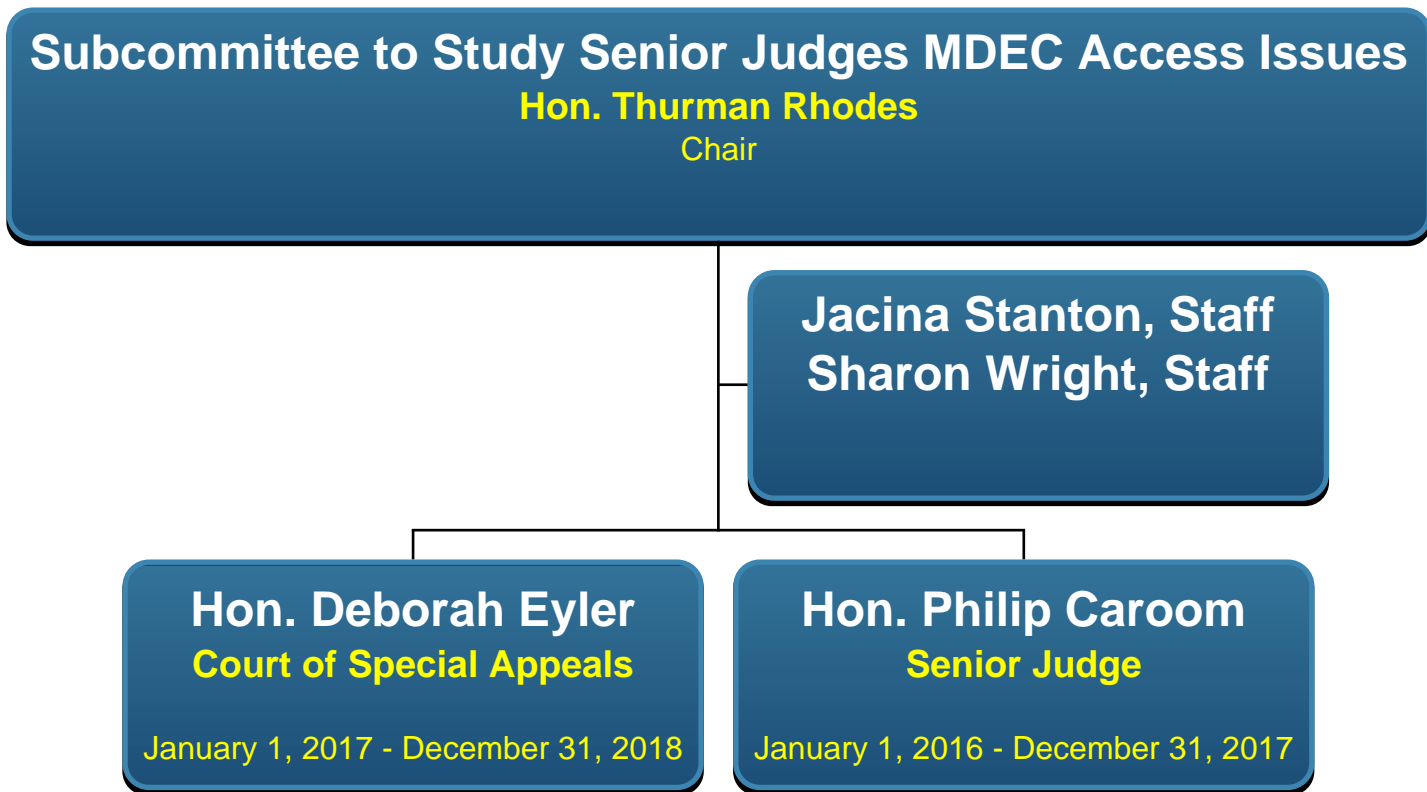 Subcommittee to Study Senior Judges MDEC Access Issues
Hon. Thurman Rhodes
Chair
Jacina Stanton, Staff
Sharon Wright, Staff
Hon. Deborah Eyler
Court of Special Appeals
January 1, 2017 - December 31, 2018
Hon. Philip Caroom
Senior Judge
January 1, 2016 - December 31, 2017